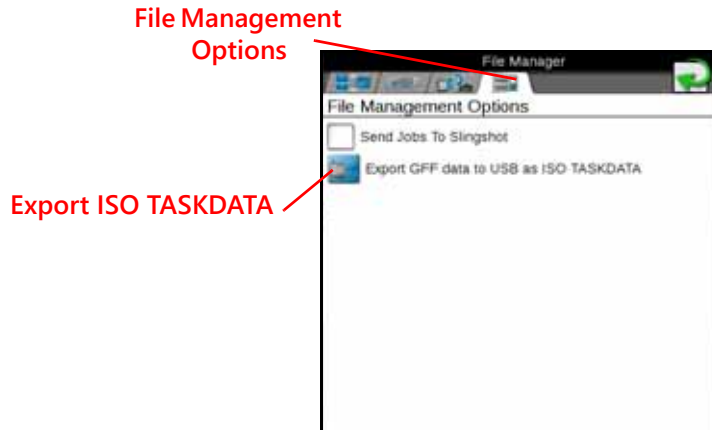 File Management
Options
File Manager
File Management Options
Send Jobs To Slingshot
Export GFF data to USB as ISO TASKDATA
Export ISO TASKDATA